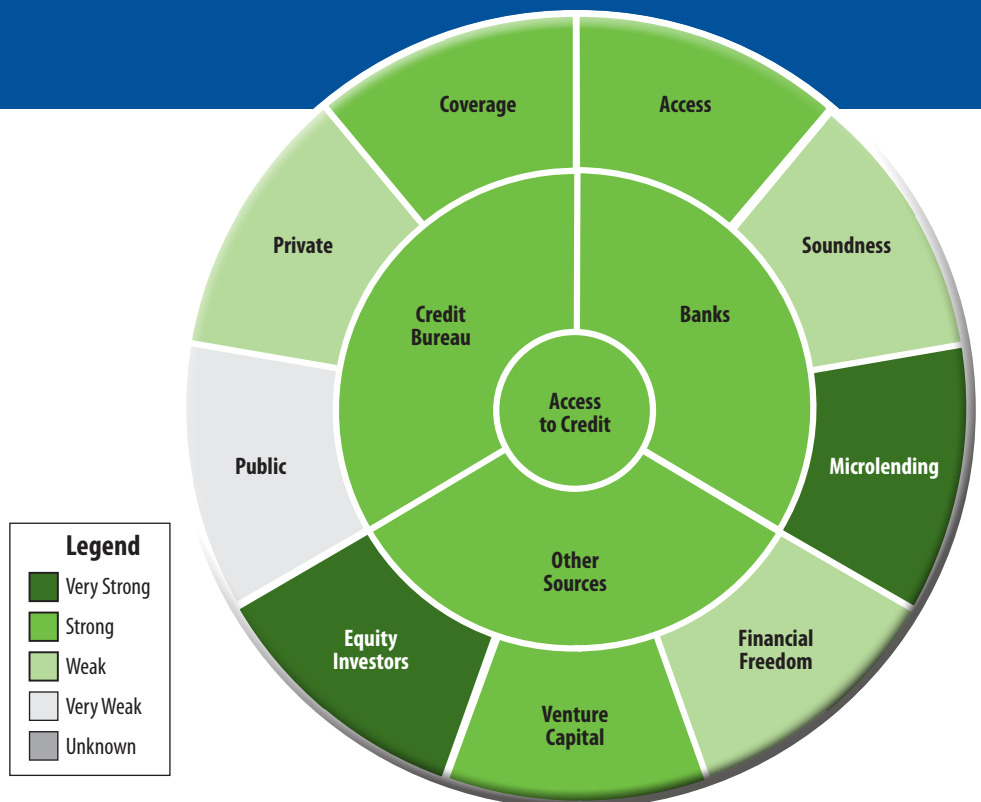 Coverage
Access
Private
Soundness
Credit
Bureau
Banks
Access
to Credit
Public
Microlending
Other
Sources
Equity
Investors
Financial
Freedom
Venture
Capital
Legend
Very Strong
Strong
Weak
Very Weak
Unknown